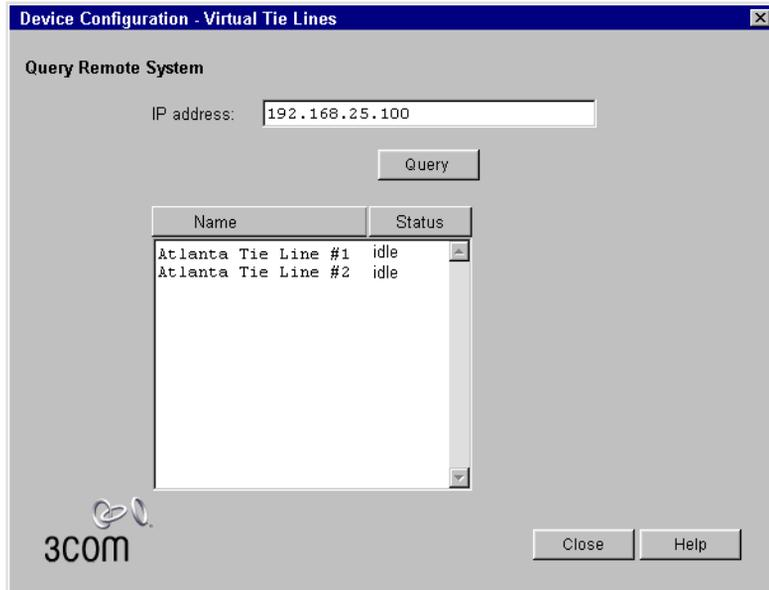 Device Configuration - Virtual Tie Lines
Query Remote System
IP address: 192.168.25.100
Query
Name Status
Atlanta Tie Line #1 idle
Atlanta Tie Line #2 idle
3COM
Close Help